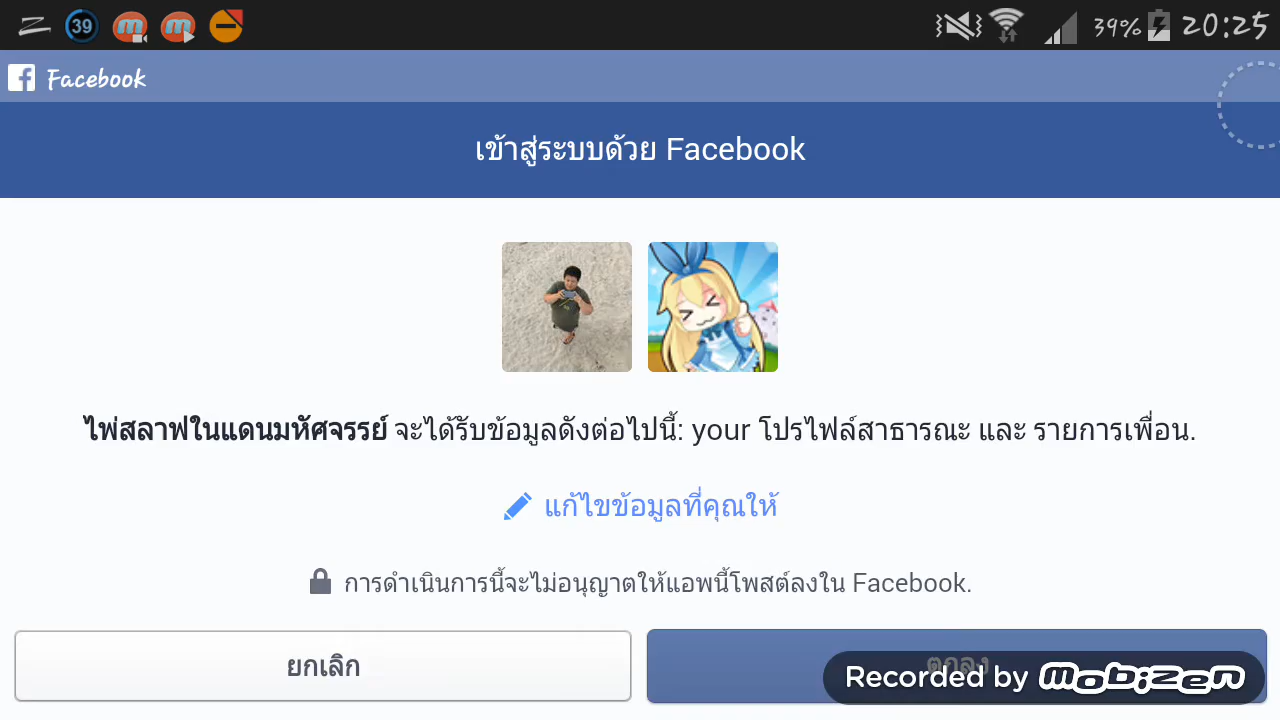 39 39% 20:25
Facebook
เข้าสู่ระบบด้วย Facebook
ไพ่สลาฟในแดนมหัศจรรย์ จะได้รับข้อมูลดังต่อไปนี้: your โปรไฟล์สาธารณะ และ รายการเพื่อน.
แก้ไขข้อมูลที่คุณให้
การดำเนินการนี้จะไม่อนุญาตให้แอพนี้โพสต์ลงใน Facebook.
ยกเลิก
ตกลง
Recorded by mobizen